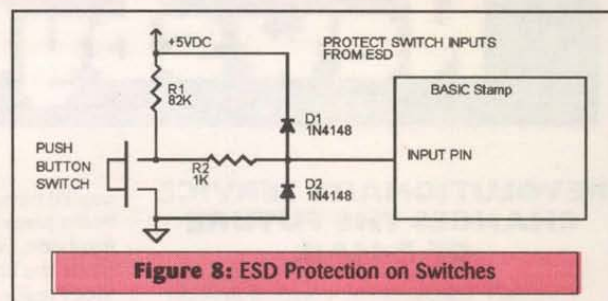 +5VDC
PROTECT SWITCH INPUTS
FROM ESD
R1
82K
D1
1N4148
BASIC Stamp
PUSH
BUTTON
SWITCH
R2
1K
INPUT PIN
D2
1N4148
Figure 8: ESD Protection on Switches